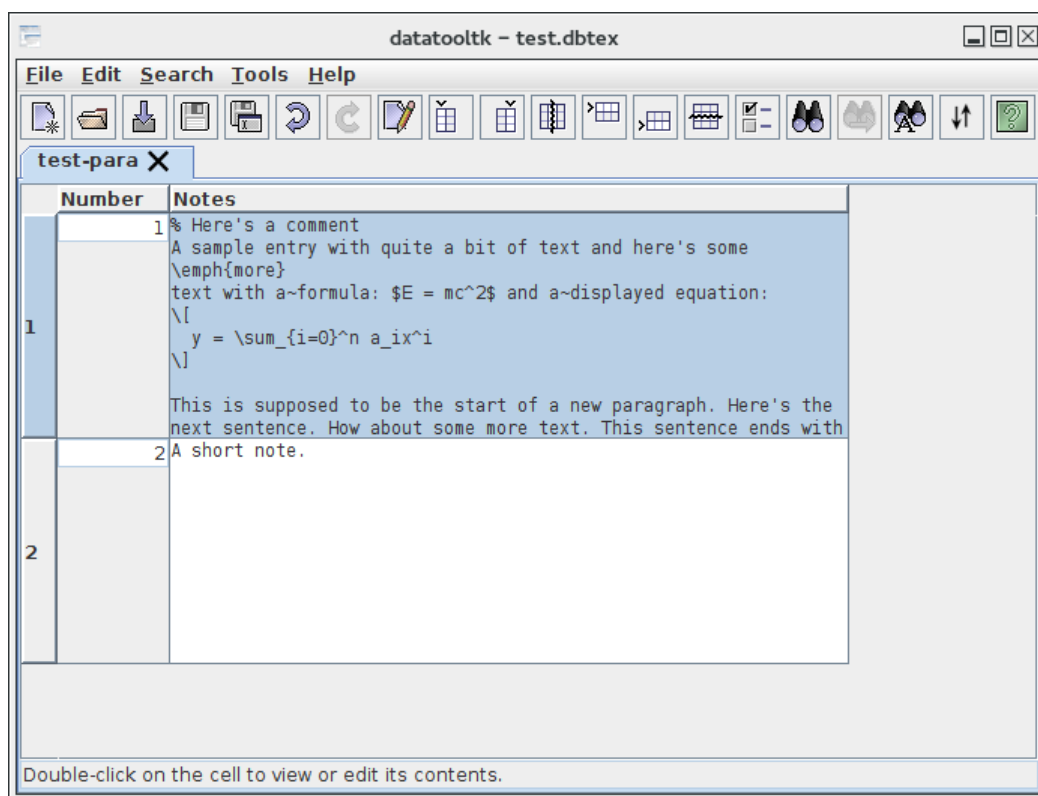 datatooltk – test.dbtex
File Edit Search Tools Help
test-para
Number Notes
1 % Here's a comment
A sample entry with quite a bit of text and here's some
\emph{more}
text with a~formula: $E = mc^2$ and a~displayed equation:
\[
1
  y = \sum_{i=0}^n a_ix^i
\]

This is supposed to be the start of a new paragraph. Here's the
next sentence. How about some more text. This sentence ends with
2 A short note.
2
Double-click on the cell to view or edit its contents.